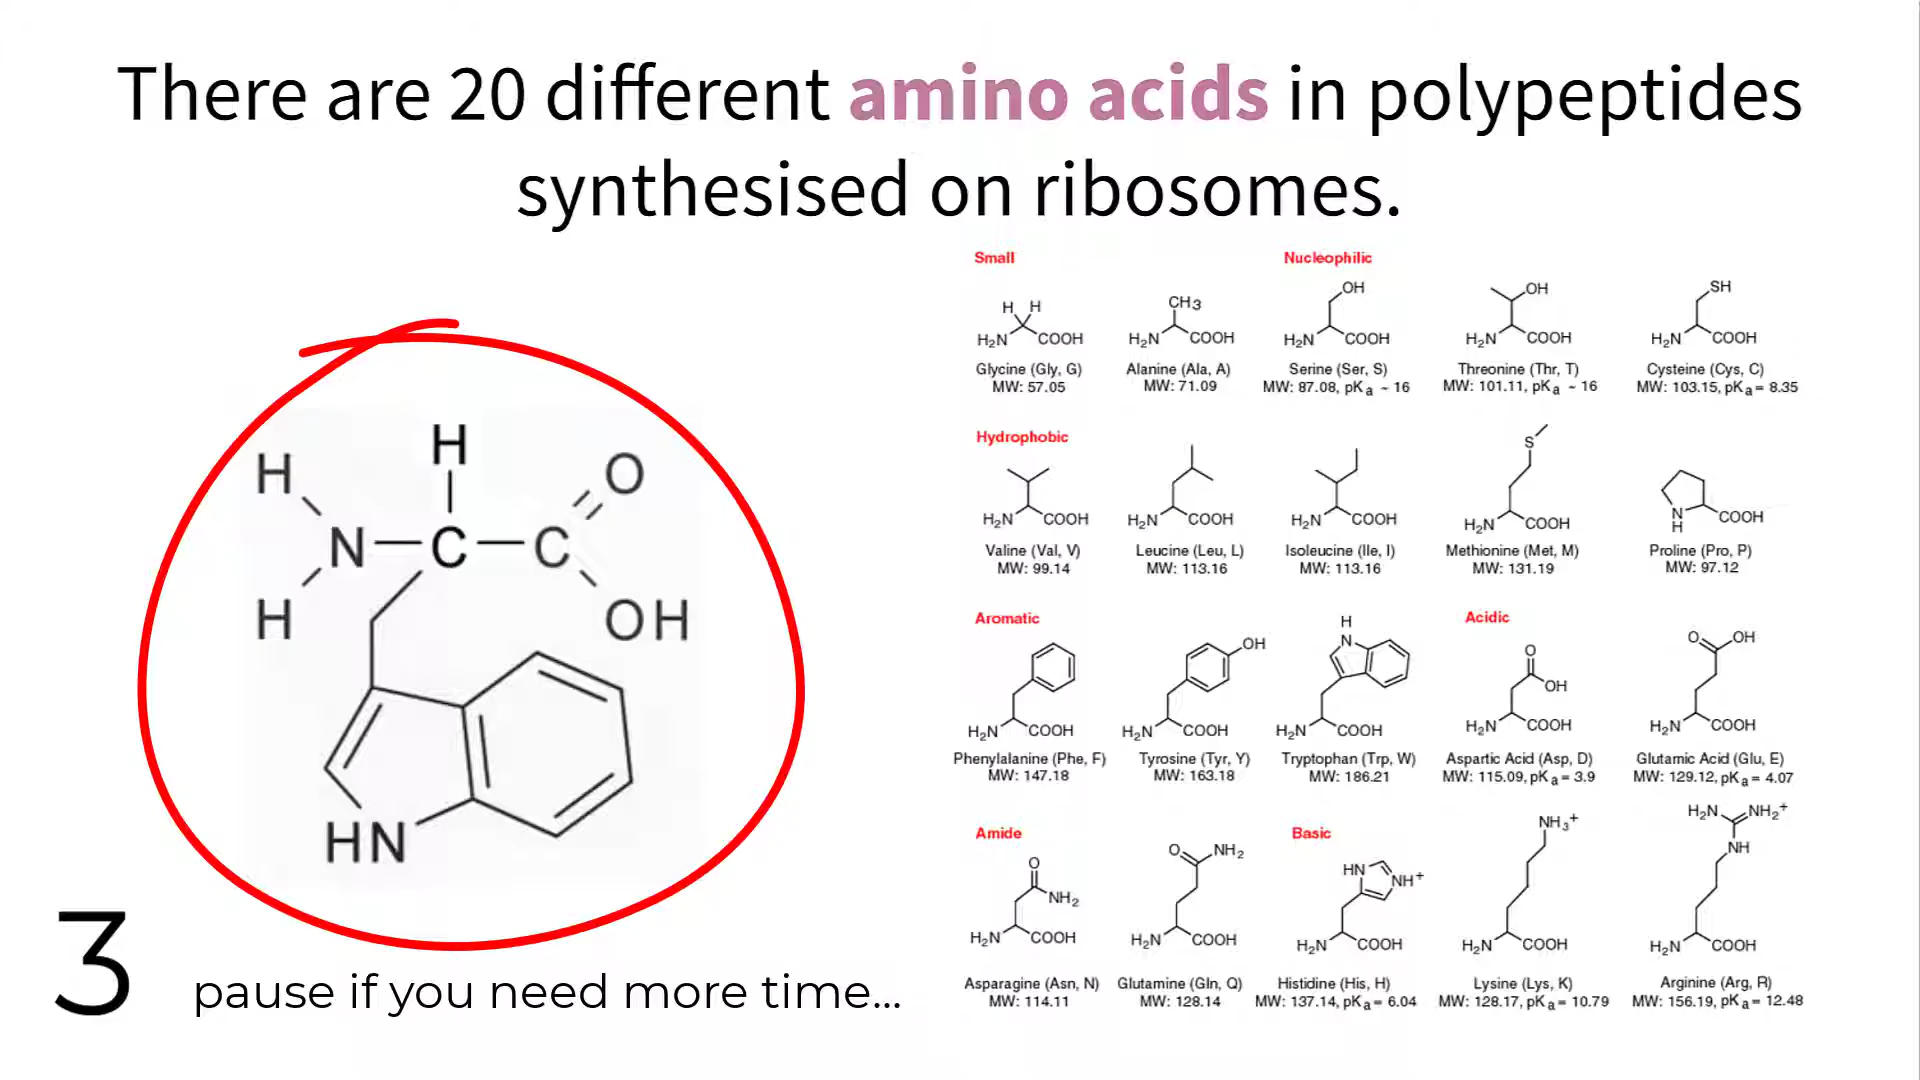 There are 20 different amino acids in polypeptides
synthesised on ribosomes.
H
H
O
N
C
C
H
OH
HN
3
pause if you need more time...
Small
Nucleophilic
H H
H₂N COOH
Glycine (Gly, G)
MW: 57.05
CH3
H₂N COOH
Alanine (Ala, A)
MW: 71.09
OH
H₂N COOH
Serine (Ser, S)
MW: 87.08, pKa ~ 16
OH
H₂N COOH
Threonine (Thr, T)
MW: 101.11, pKa ~ 16
SH
H₂N COOH
Cysteine (Cys, C)
MW: 103.15, pKa = 8.35
Hydrophobic
H₂N COOH
Valine (Val, V)
MW: 99.14
H₂N COOH
Leucine (Leu, L)
MW: 113.16
H₂N COOH
Isoleucine (Ile, I)
MW: 113.16
S
H₂N COOH
Methionine (Met, M)
MW: 131.19
N
H
COOH
Proline (Pro, P)
MW: 97.12
Aromatic
Acidic
H₂N COOH
Phenylalanine (Phe, F)
MW: 147.18
OH
H₂N COOH
Tyrosine (Tyr, Y)
MW: 163.18
H
N
H₂N COOH
Tryptophan (Trp, W)
MW: 186.21
O
OH
H₂N COOH
Aspartic Acid (Asp, D)
MW: 115.09, pKa = 3.9
O OH
H₂N COOH
Glutamic Acid (Glu, E)
MW: 129.12, pKa = 4.07
Amide
Basic
O
NH₂
H₂N COOH
Asparagine (Asn, N)
MW: 114.11
O NH₂
H₂N COOH
Glutamine (Gln, Q)
MW: 128.14
HN
NH⁺
H₂N COOH
Histidine (His, H)
MW: 137.14, pKa = 6.04
NH₃⁺
H₂N COOH
Lysine (Lys, K)
MW: 128.17, pKa = 10.79
H₂N NH₂⁺
NH
H₂N COOH
Arginine (Arg, R)
MW: 156.19, pKa = 12.48